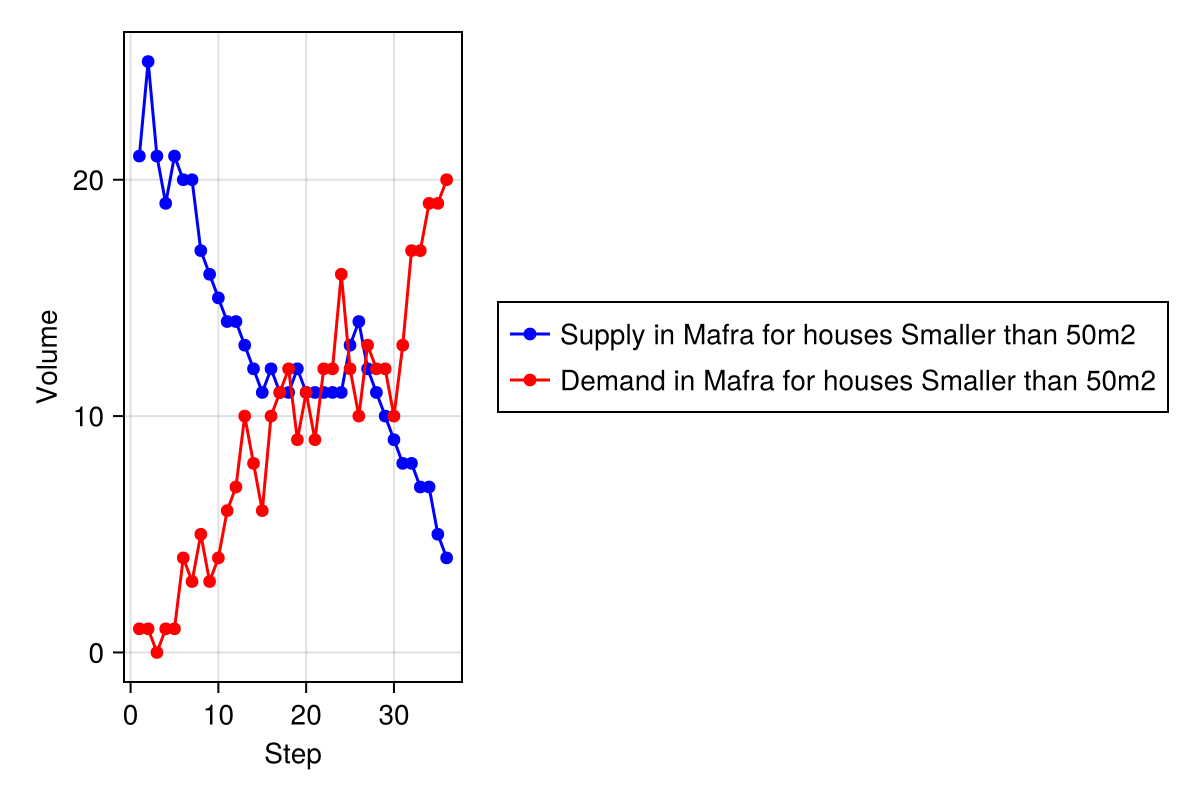 20
10
0
Volume
0 10 20 30
Step
Supply in Mafra for houses Smaller than 50m2
Demand in Mafra for houses Smaller than 50m2